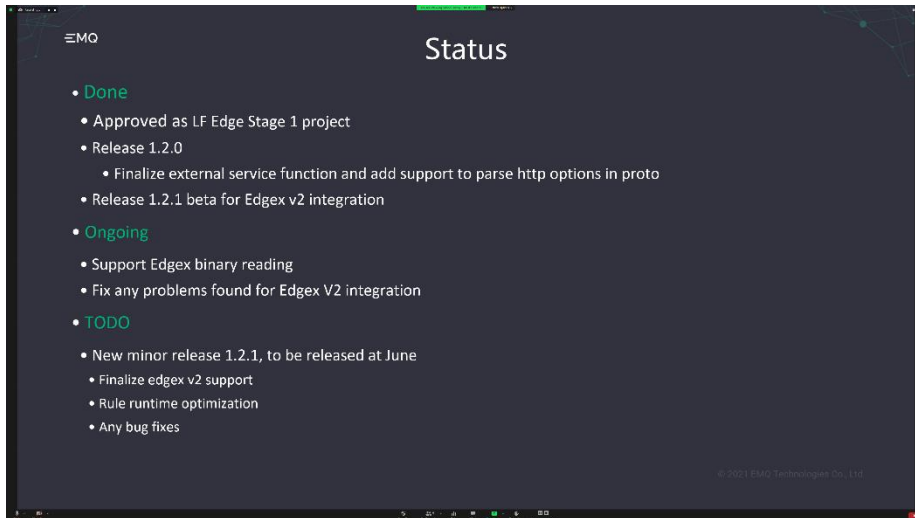 EMQ
Status
Done
Approved as LF Edge Stage 1 project
Release 1.2.0
Finalize external service function and add support to parse http options in proto
Release 1.2.1 beta for Edgex v2 integration
Ongoing
Support Edgex binary reading
Fix any problems found for Edgex V2 integration
TODO
New minor release 1.2.1, to be released at June
Finalize edgex v2 support
Rule runtime optimization
Any bug fixes
© 2021 EMQ Technologies Co., Ltd.